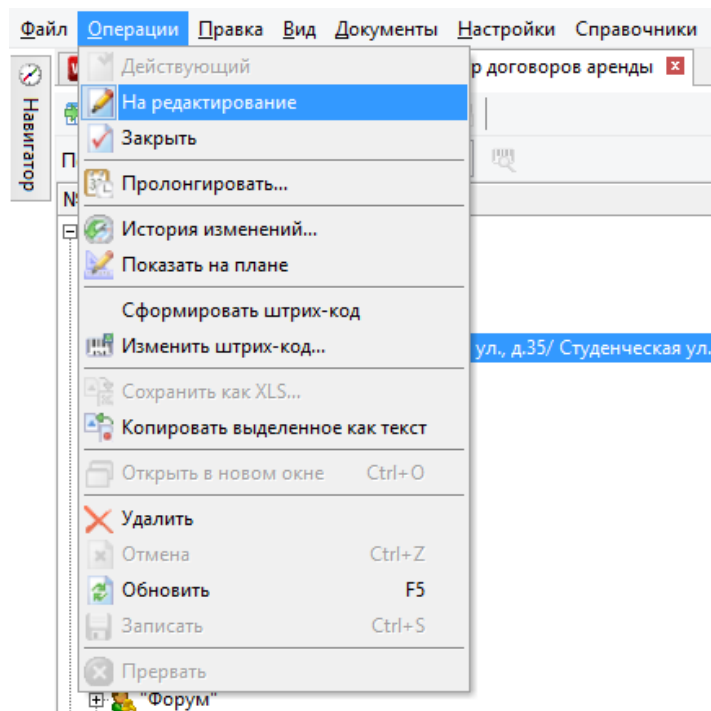 Файл Операции Правка Вид Документы Настройки Справочники
Действующий
р договоров аренды
На редактирование
Навигатор
Закрыть
Пролонгировать...
История изменений...
Показать на плане
Сформировать штрих-код
Изменить штрих-код...
ул., д.35/ Студенческая ул.
Сохранить как XLS...
Копировать выделенное как текст
Открыть в новом окне Ctrl+O
Удалить
Отмена Ctrl+Z
Обновить F5
Записать Ctrl+S
Прервать
"Форум"